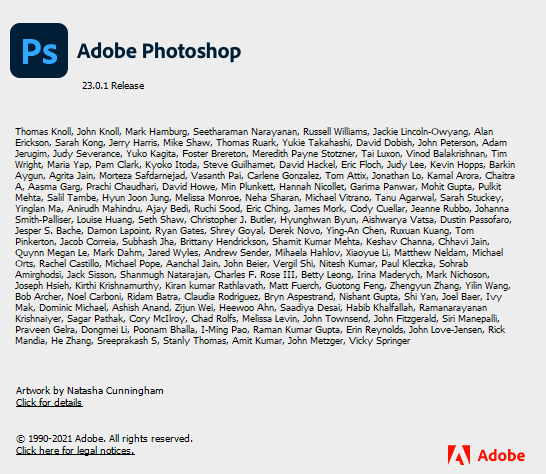 Ps Adobe Photoshop
23.0.1 Release
Thomas Knoll, John Knoll, Mark Hamburg, Seetharaman Narayanan, Russell Williams, Jackie Lincoln-Owyang, Alan
Erickson, Sarah Kong, Jerry Harris, Mike Shaw, Thomas Ruark, Yukie Takahashi, David Dobish, John Peterson, Adam
Jerugim, Judy Severance, Yuko Kagita, Foster Brereton, Meredith Payne Stotzner, Tai Luxon, Vinod Balakrishnan, Tim
Wright, Maria Yap, Pam Clark, Kyoko Itoda, Steve Guilhamet, David Hackel, Eric Floch, Judy Lee, Kevin Hopps, Barkin
Aygun, Agrita Jain, Morteza Safdarnejad, Vasanth Pai, Carlene Gonzalez, Tom Attix, Jonathan Lo, Kamal Arora, Chaitra
A, Aasma Garg, Prachi Chaudhari, David Howe, Min Plunkett, Hannah Nicollet, Garima Panwar, Mohit Gupta, Pulkit
Mehta, Salil Tambe, Hyun Joon Jung, Melissa Monroe, Neha Sharan, Michael Vitrano, Tanu Agarwal, Sarah Stuckey,
Yinglan Ma, Anirudh Mahindru, Ajay Bedi, Ruchi Sood, Eric Ching, James Mork, Cody Cuellar, Jeanne Rubbo, Johanna
Smith-Palliser, Louise Huang, Seth Shaw, Christopher J. Butler, Hyunghwan Byun, Aishwarya Vatsa, Dustin Passofaro,
Jesper S. Bache, Damon Lapoint, Ryan Gates, Shrey Goyal, Derek Novo, Ying-An Chen, Ruxuan Kuang, Tom
Pinkerton, Jacob Correia, Subhash Jha, Brittany Hendrickson, Shamit Kumar Mehta, Keshav Channa, Chhavi Jain,
Quynn Megan Le, Mark Dahm, Jared Wyles, Andrew Sender, Mihaela Hahlov, Xiaoyue Li, Matthew Neldam, Michael
Orts, Rachel Castillo, Michael Pope, Aanchal Jain, John Beier, Vergil Shi, Nitesh Kumar, Paul Kleczka, Sohrab
Amirghodsi, Jack Sisson, Shanmugh Natarajan, Charles F. Rose III, Betty Leong, Irina Maderych, Mark Nichoson,
Joseph Hsieh, Kirthi Krishnamurthy, Kiran kumar Rathlavath, Matt Fuerch, Guotong Feng, Zhengyun Zhang, Yilin Wang,
Bob Archer, Noel Carboni, Ridam Batra, Claudia Rodriguez, Bryn Aspestrand, Nishant Gupta, Shi Yan, Joel Baer, Ivy
Mak, Dominic Michael, Ashish Anand, Zijun Wei, Heewoo Ahn, Saadiya Desai, Habib Khalfallah, Ramanarayanan
Krishnaiyer, Sagar Pathak, Cory McIlroy, Chad Rolfs, Melissa Levin, John Townsend, John Fitzgerald, Siri Manepalli,
Praveen Gelra, Dongmei Li, Poonam Bhalla, I-Ming Pao, Raman Kumar Gupta, Erin Reynolds, John Love-Jensen, Rick
Mandia, He Zhang, Sreeprakash S, Stanly Thomas, Amit Kumar, John Metzger, Vicky Springer
Artwork by Natasha Cunningham
Click for details
© 1990-2021 Adobe. All rights reserved.
Click here for legal notices.
Adobe